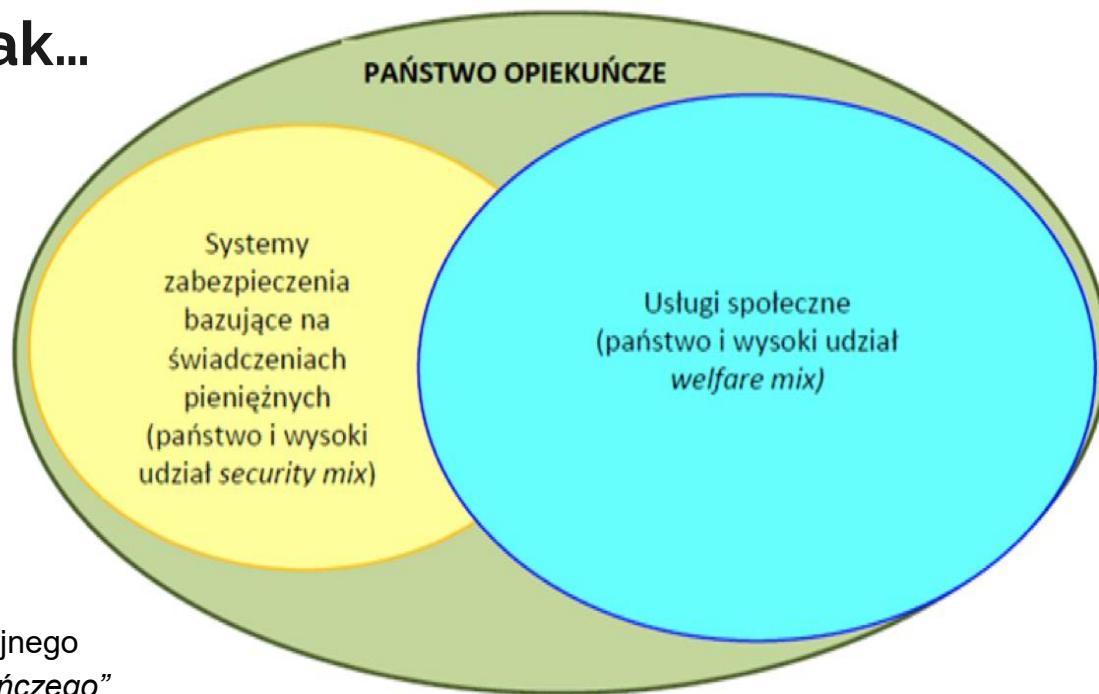 ak...
PAŃSTWO OPIEKUŃCZE
Systemy
zabezpieczenia
bazujące na
świadczeniach
pieniężnych
(państwo i wysoki
udział security mix)
Usługi społeczne
(państwo i wysoki udział
welfare mix)
jnego
ńczego”